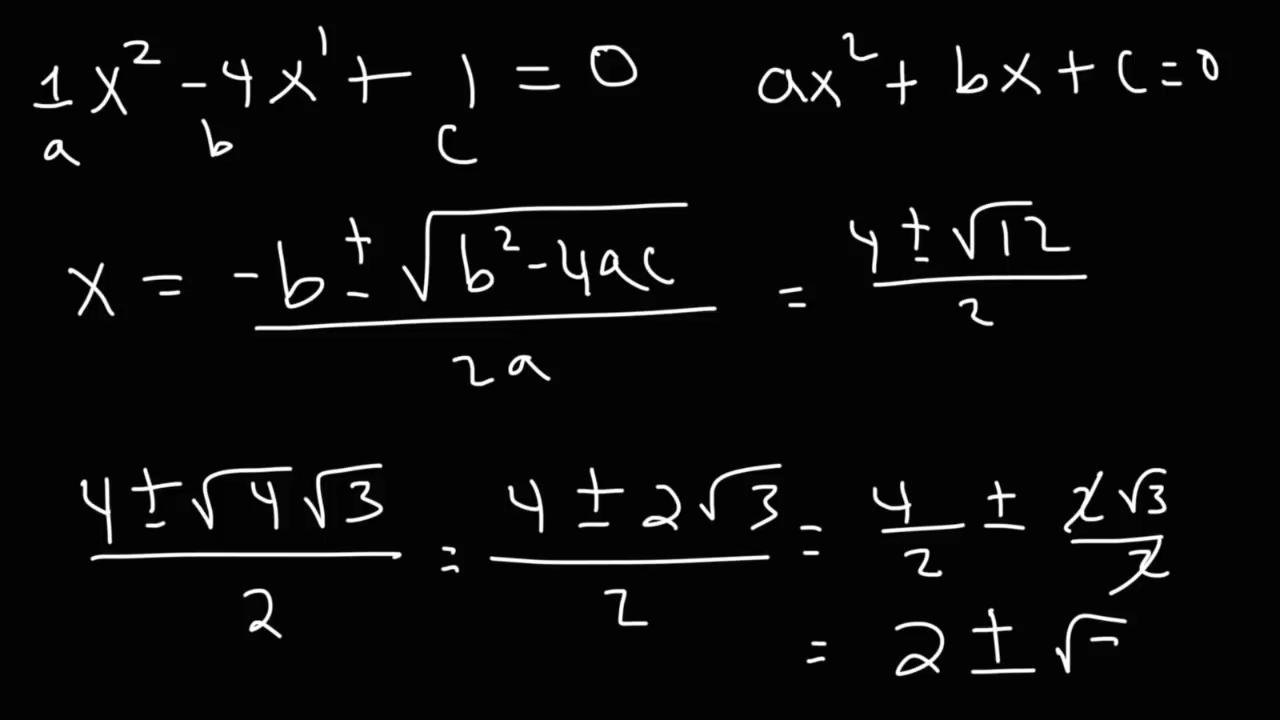 1x² - 4x¹ + 1 = 0 ax² + bx + c = 0
a b c
x = -b ± √(b² - 4ac) / 2a = 4 ± √12 / 2
4 ± √4 √3 / 2 = 4 ± 2√3 / 2 = 4/2 ± 2√3 / 2
= 2 ± √